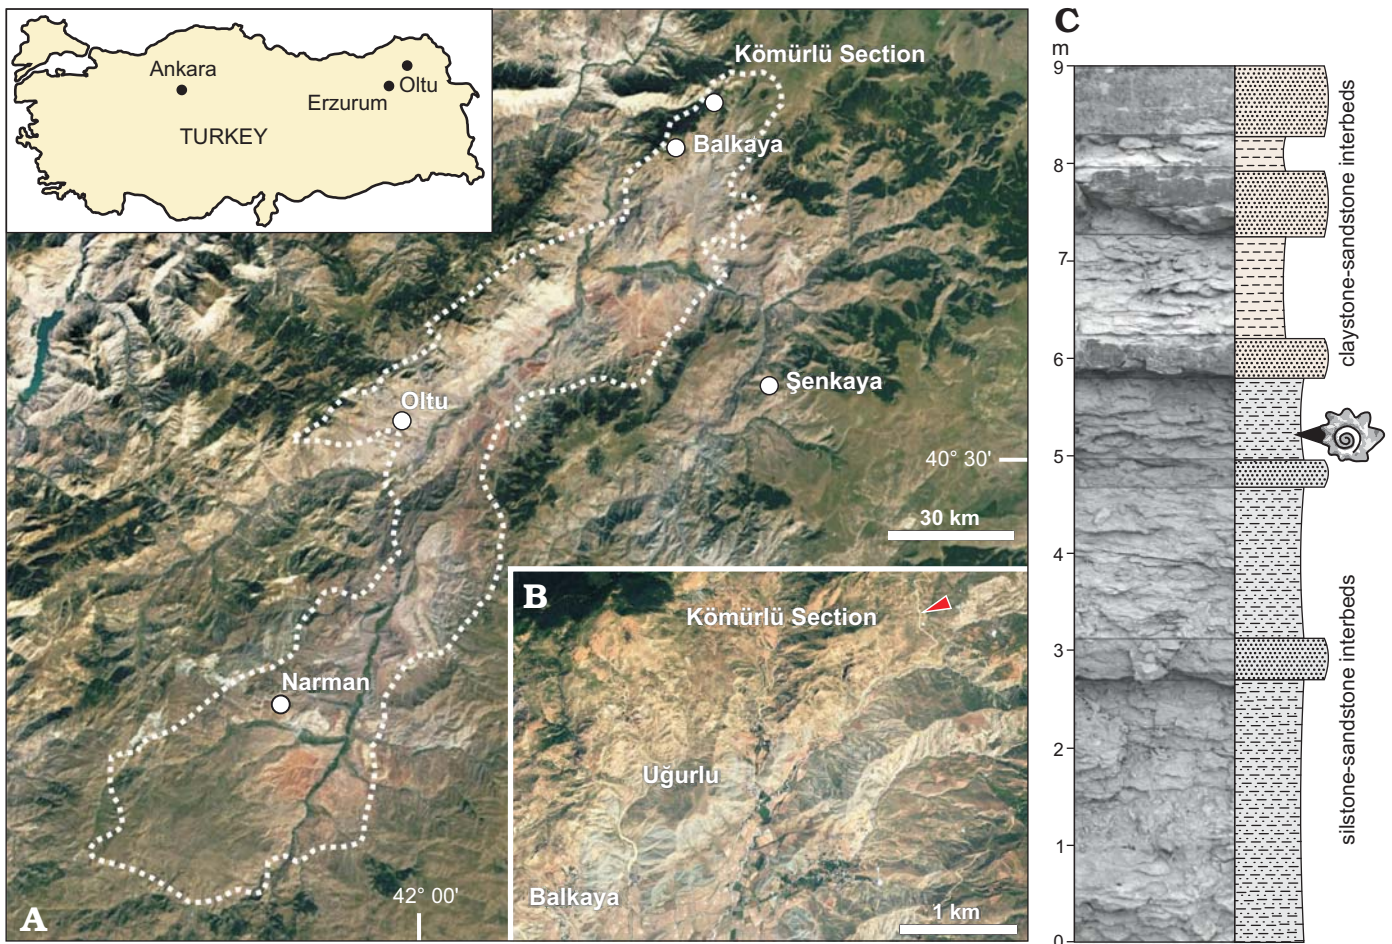 Ankara
Oltu
Erzurum
TURKEY
Kömürlü Section
Balkaya
Şenkaya
Oltu
40° 30'
30 km
Narman
42° 00'
A
B
Kömürlü Section
Uğurlu
Balkaya
1 km
C
m
9
8
7
6
5
4
3
2
1
0
claystone-sandstone interbeds
silstone-sandstone interbeds